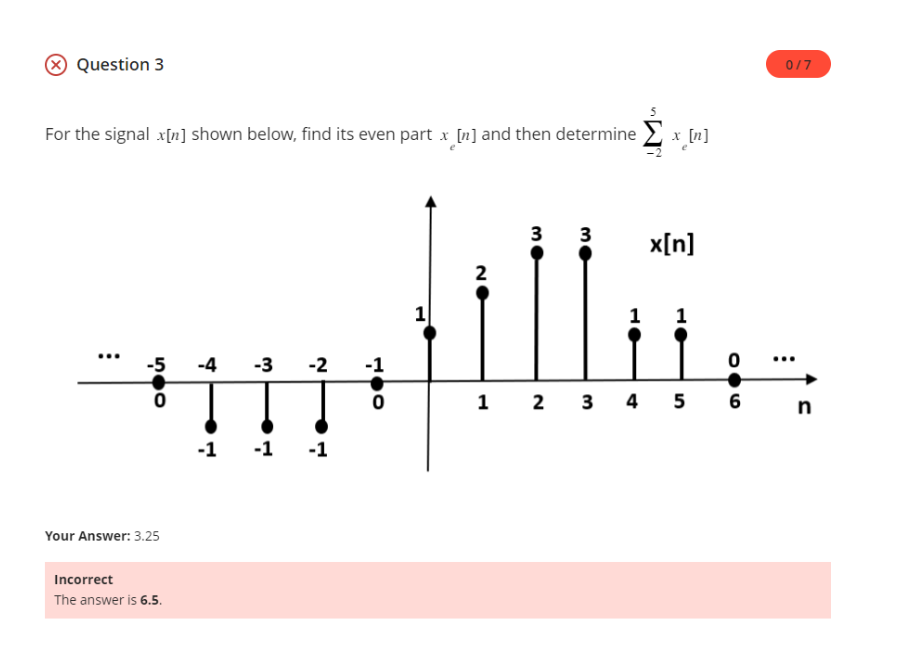 Question 3
0 / 7
For the signal x[n] shown below, find its even part x_e[n] and then determine 5 ∑ −2 x_e[n]
3 3 x[n]
2
1 1 1
... -5 -4 -3 -2 -1 0 ...
0 0 1 2 3 4 5 6 n
-1 -1 -1
Your Answer: 3.25
Incorrect
The answer is 6.5.